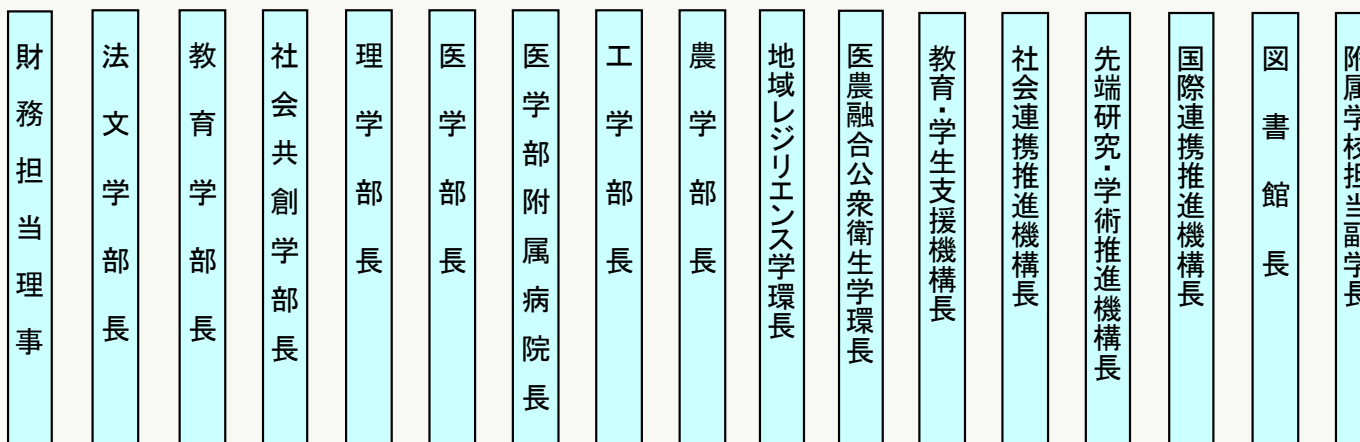 財務担当理事
法文学部長
教育学部長
社会共創学部長
理学部長
医学部長
医学部附属病院長
工学部長
農学部長
地域レジリエンス学環長
医農融合公衆衛生学環長
教育・学生支援機構長
社会連携推進機構長
先端研究・学術推進機構長
国際連携推進機構長
図書館長
附属学校担当副学長